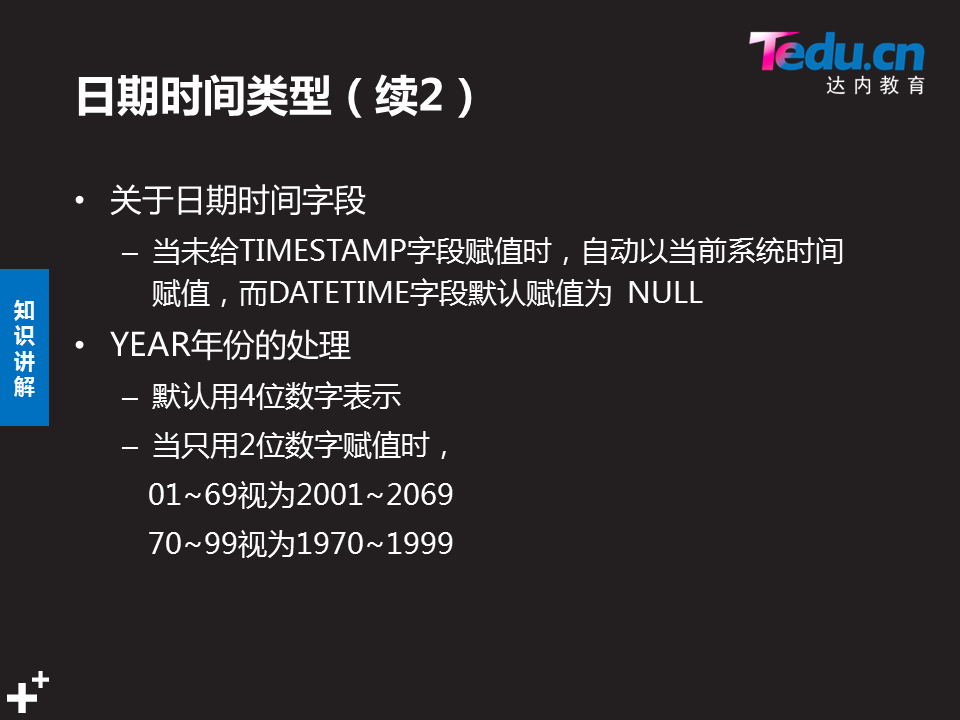 Tedu.cn
达内教育
日期时间类型（续2）
• 关于日期时间字段
– 当未给TIMESTAMP字段赋值时，自动以当前系统时间
赋值，而DATETIME字段默认赋值为 NULL
• YEAR年份的处理
– 默认用4位数字表示
– 当只用2位数字赋值时，
01~69视为2001~2069
70~99视为1970~1999
知
识
讲
解